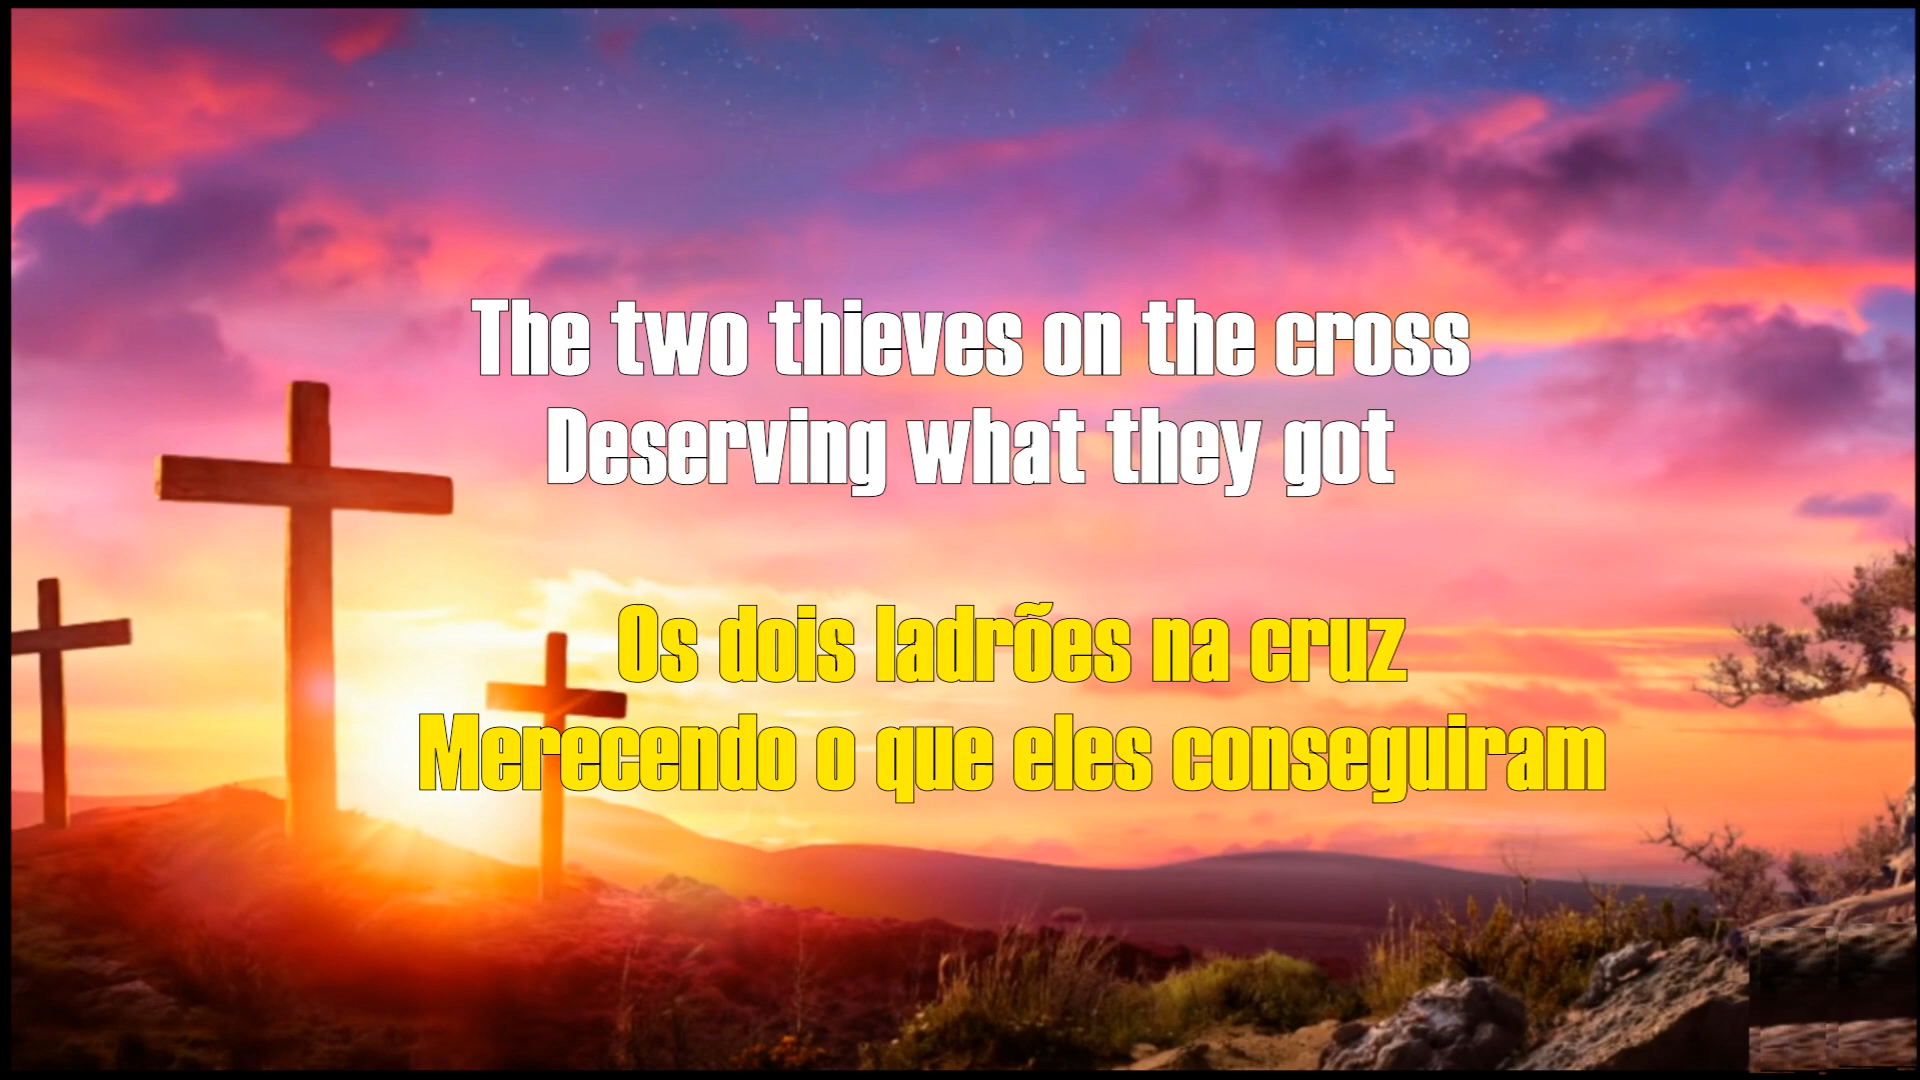 The two thieves on the cross
Deserving what they got
Os dois ladrões na cruz
Merecendo o que eles conseguiram